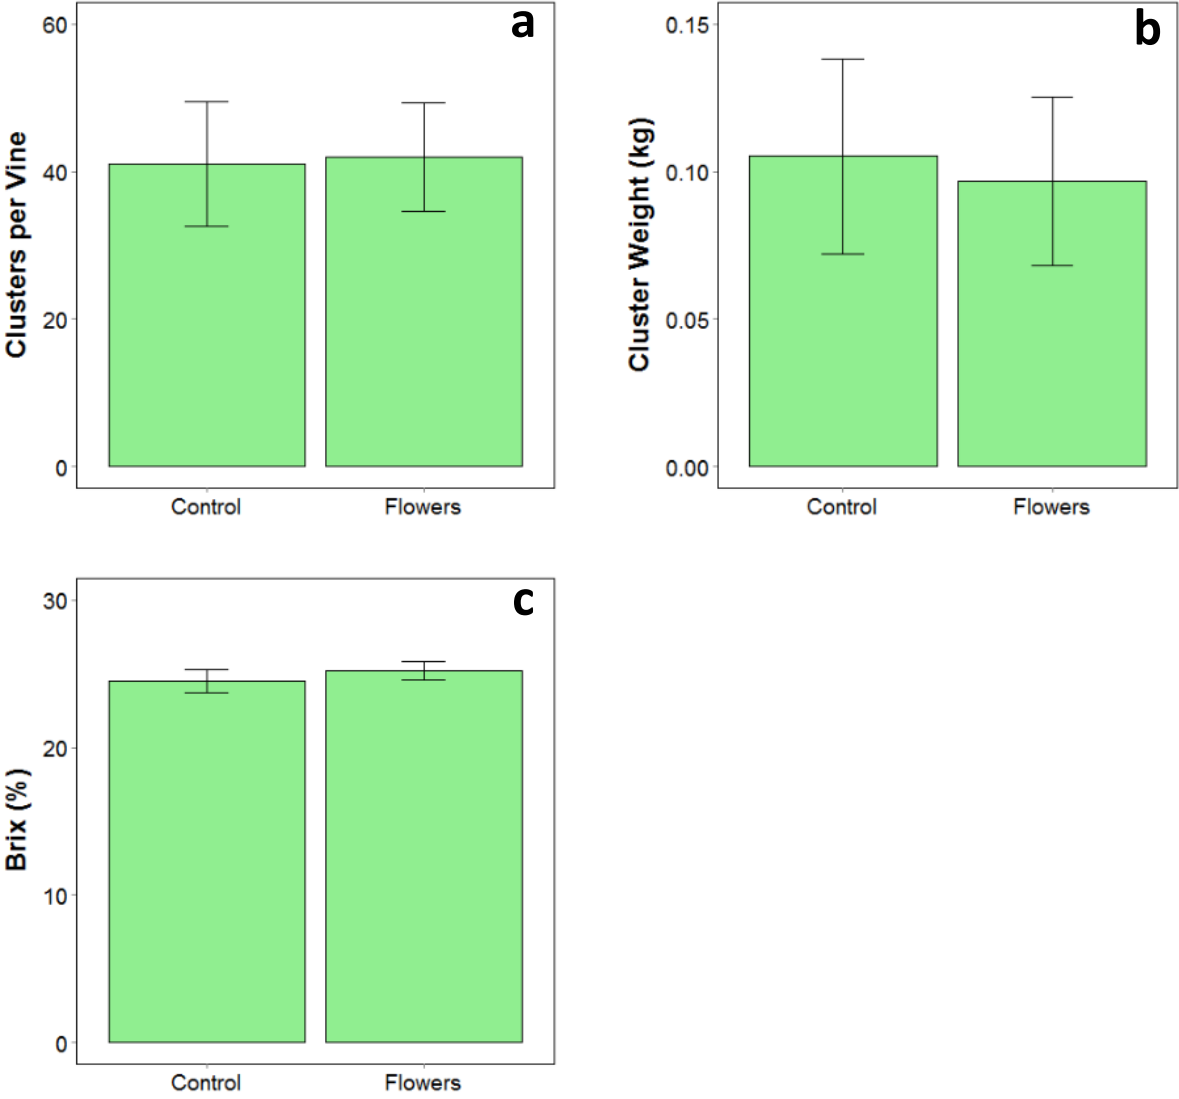 a
Clusters per Vine
60
40
20
0
Control Flowers
b
Cluster Weight (kg)
0.15
0.10
0.05
0.00
Control Flowers
c
Brix (%)
30
20
10
0
Control Flowers